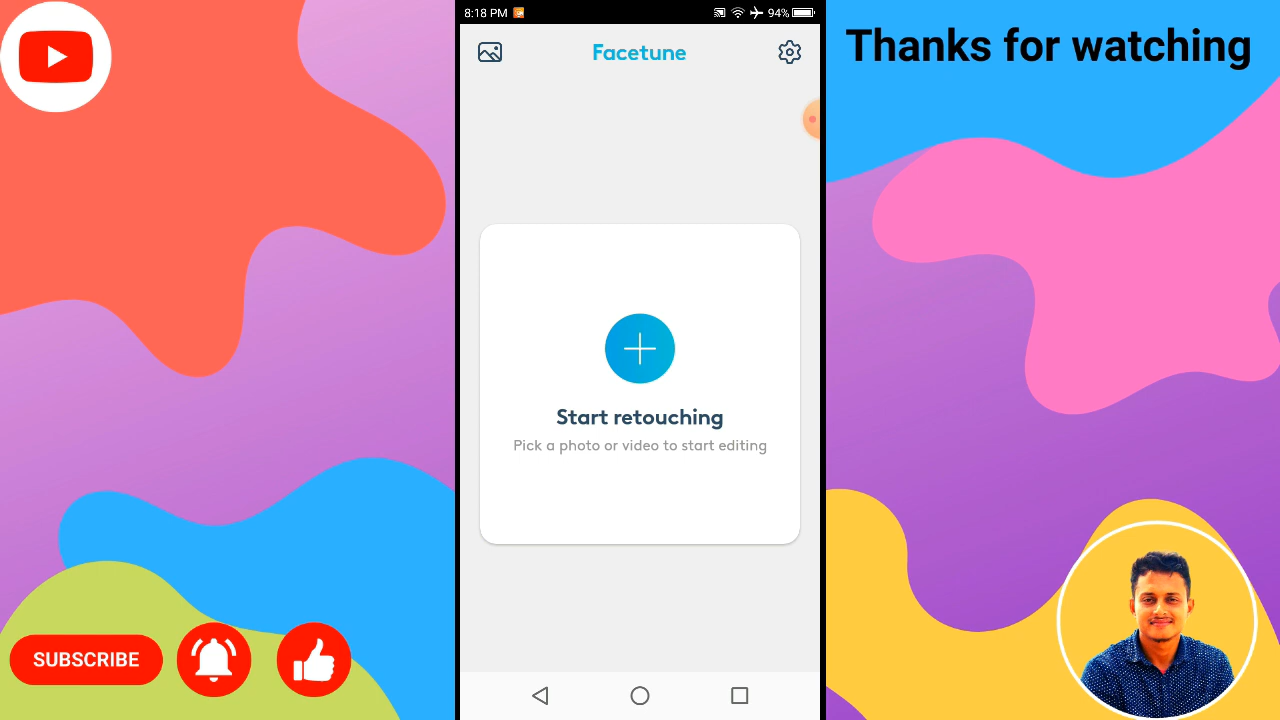 8:18 PM
94%
Facetune
Thanks for watching
Start retouching
Pick a photo or video to start editing
SUBSCRIBE